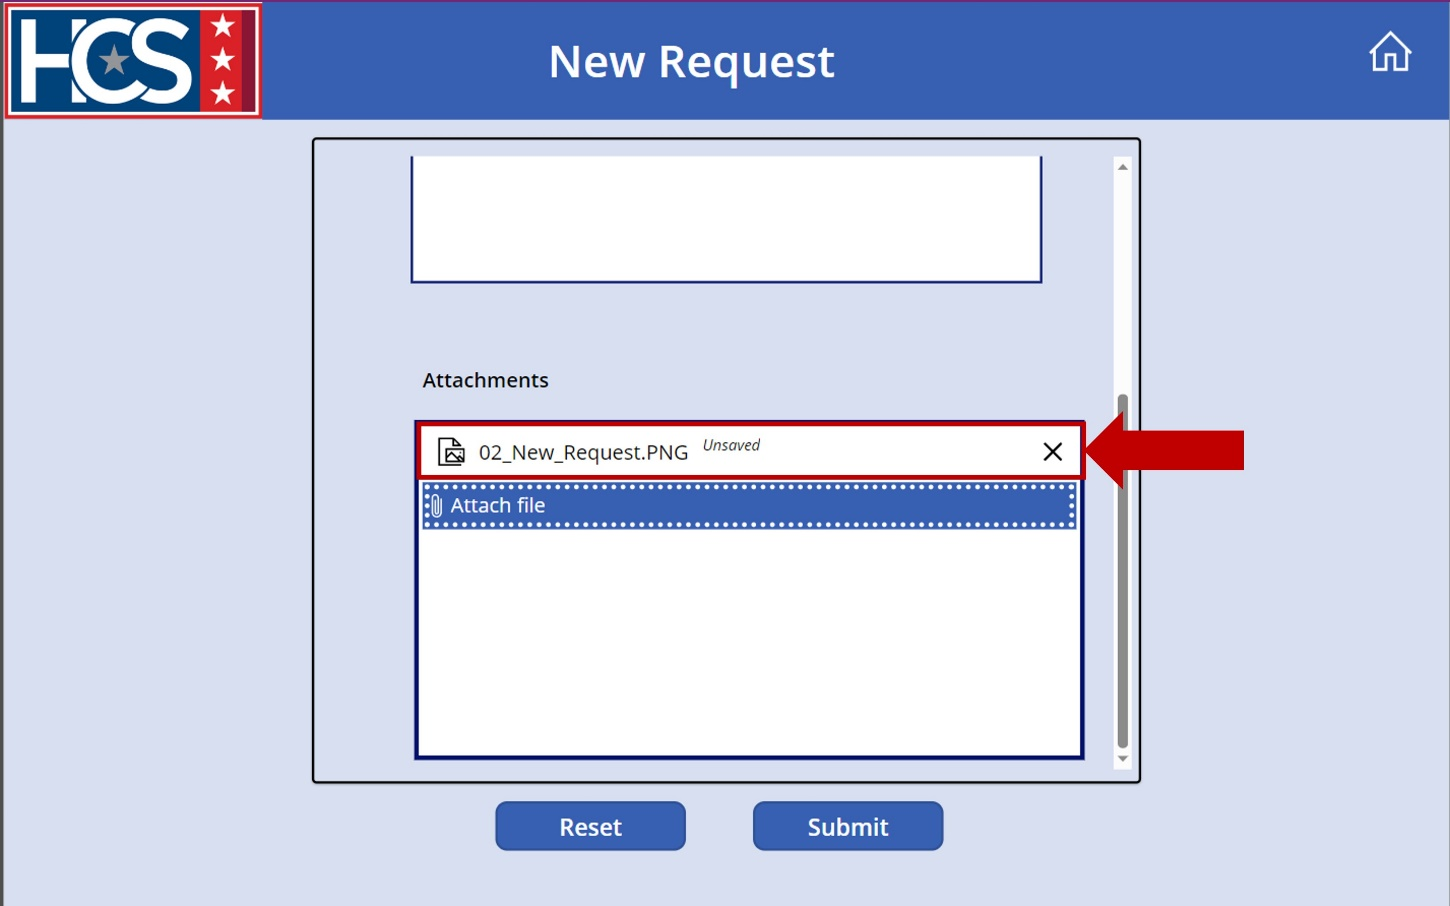 HCS
New Request
Attachments
02_New_Request.PNG Unsaved
Attach file
Reset
Submit